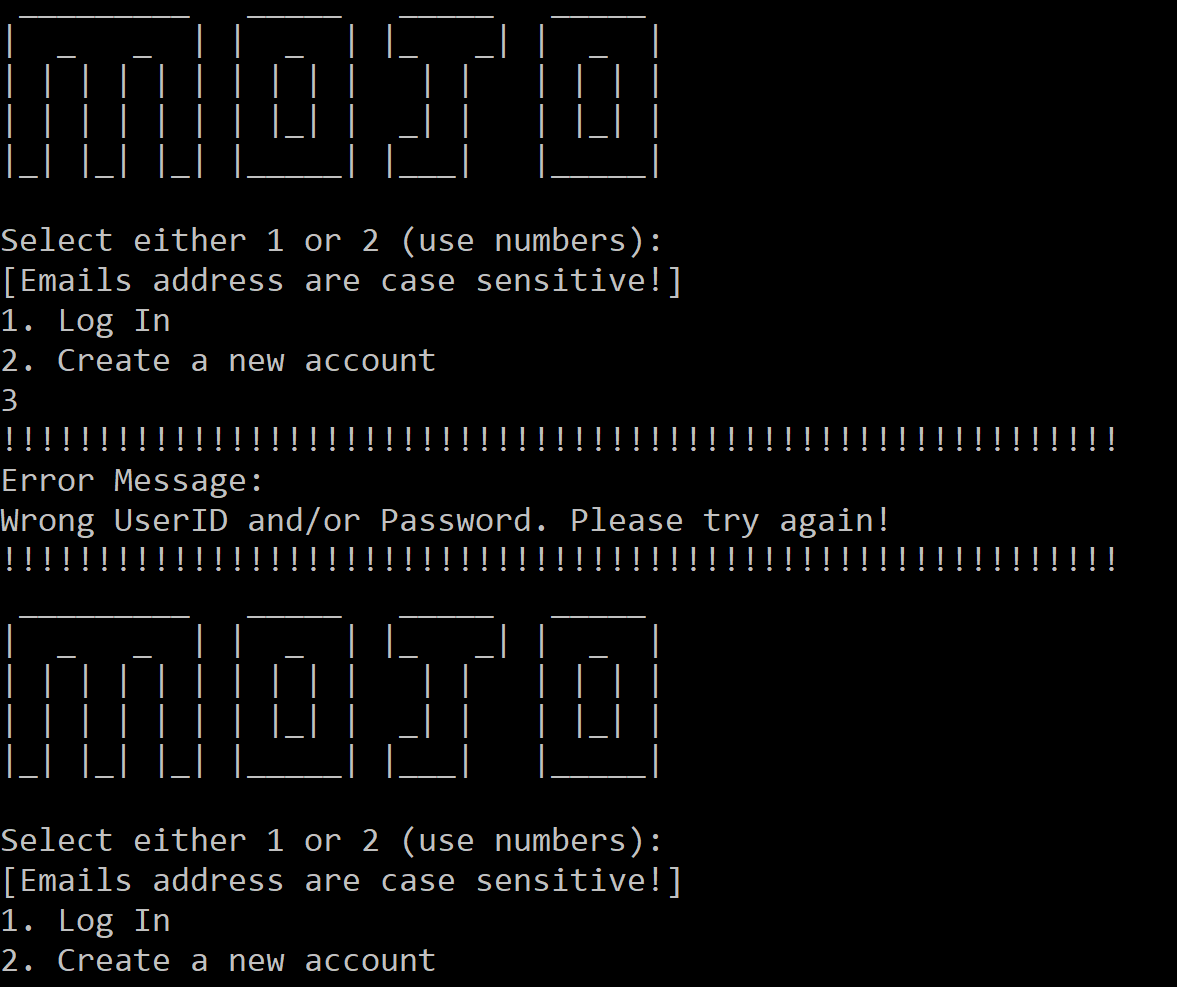 MOJO
Select either 1 or 2 (use numbers):
[Emails address are case sensitive!]
1. Log In
2. Create a new account
3
!!!!!!!!!!!!!!!!!!!!!!!!!!!!!!!!!!!!!!!!!!!!!!!!!!!!!!!!!!!
Error Message:
Wrong UserID and/or Password. Please try again!
!!!!!!!!!!!!!!!!!!!!!!!!!!!!!!!!!!!!!!!!!!!!!!!!!!!!!!!!!!!
MOJO
Select either 1 or 2 (use numbers):
[Emails address are case sensitive!]
1. Log In
2. Create a new account